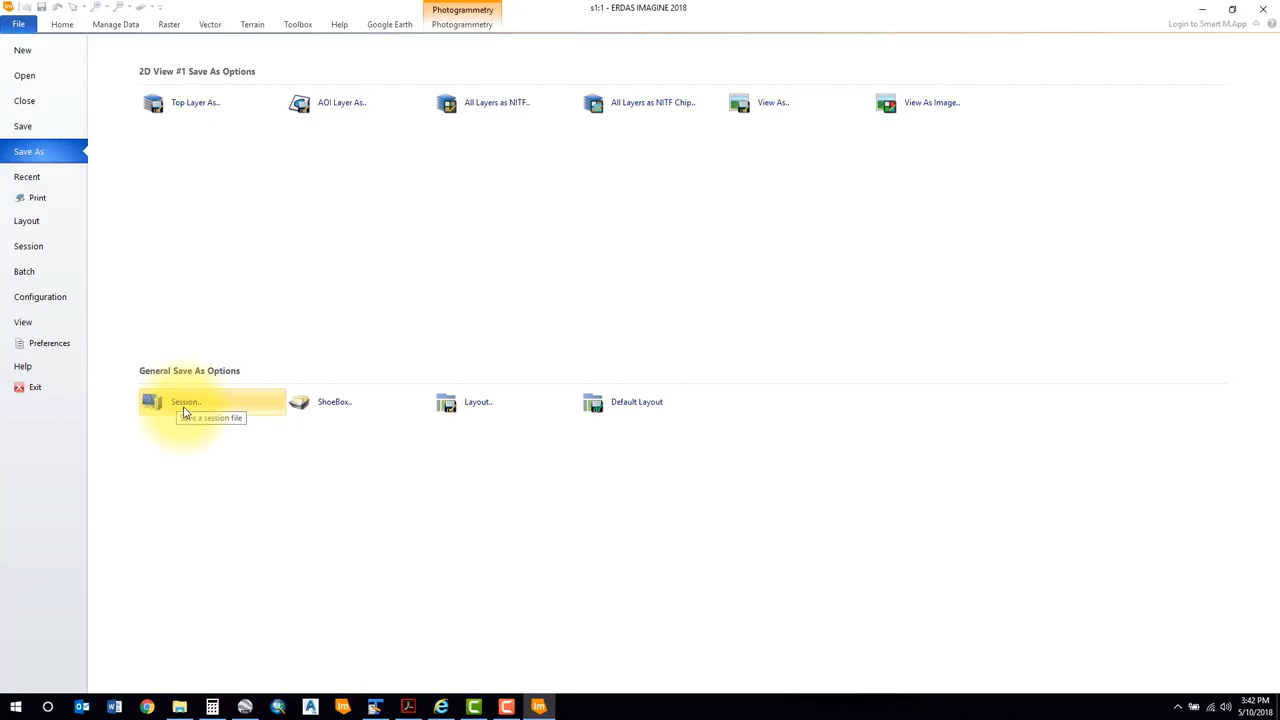 s1:1 - ERDAS IMAGINE 2018
Photogrammetry
File
Home
Manage Data
Raster
Vector
Terrain
Toolbox
Help
Google Earth
Photogrammetry
Login to Smart M.App
New
Open
Close
Save
Save As
Recent
Print
Layout
Session
Batch
Configuration
View
Preferences
Help
Exit
2D View #1 Save As Options
Top Layer As..
AOI Layer As..
All Layers as NITF..
All Layers as NITF Chip..
View As..
View As Image..
General Save As Options
Session..
ShoeBox..
Layout..
Default Layout
Save a session file
3:42 PM
5/10/2018